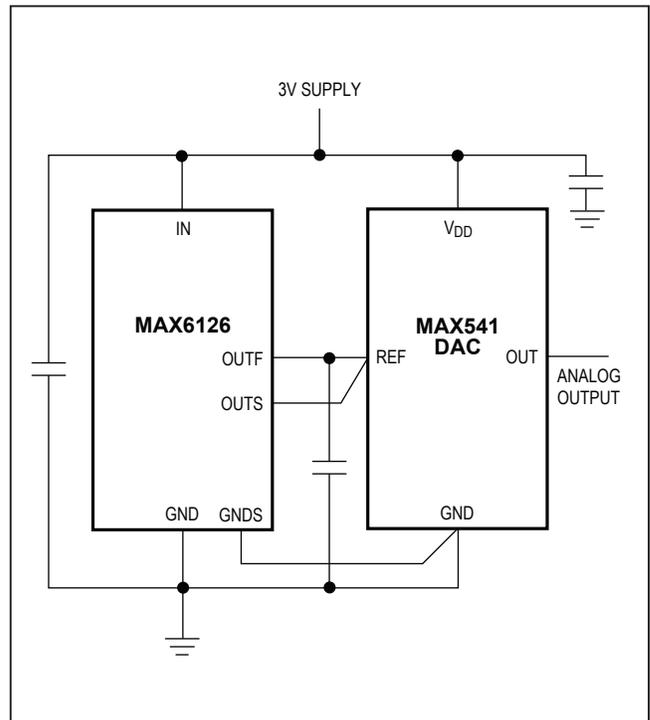 3V SUPPLY
IN
MAX6126
OUTF
OUTS
GND
GNDS
VDD
MAX541
DAC
REF
OUT
GND
ANALOG
OUTPUT